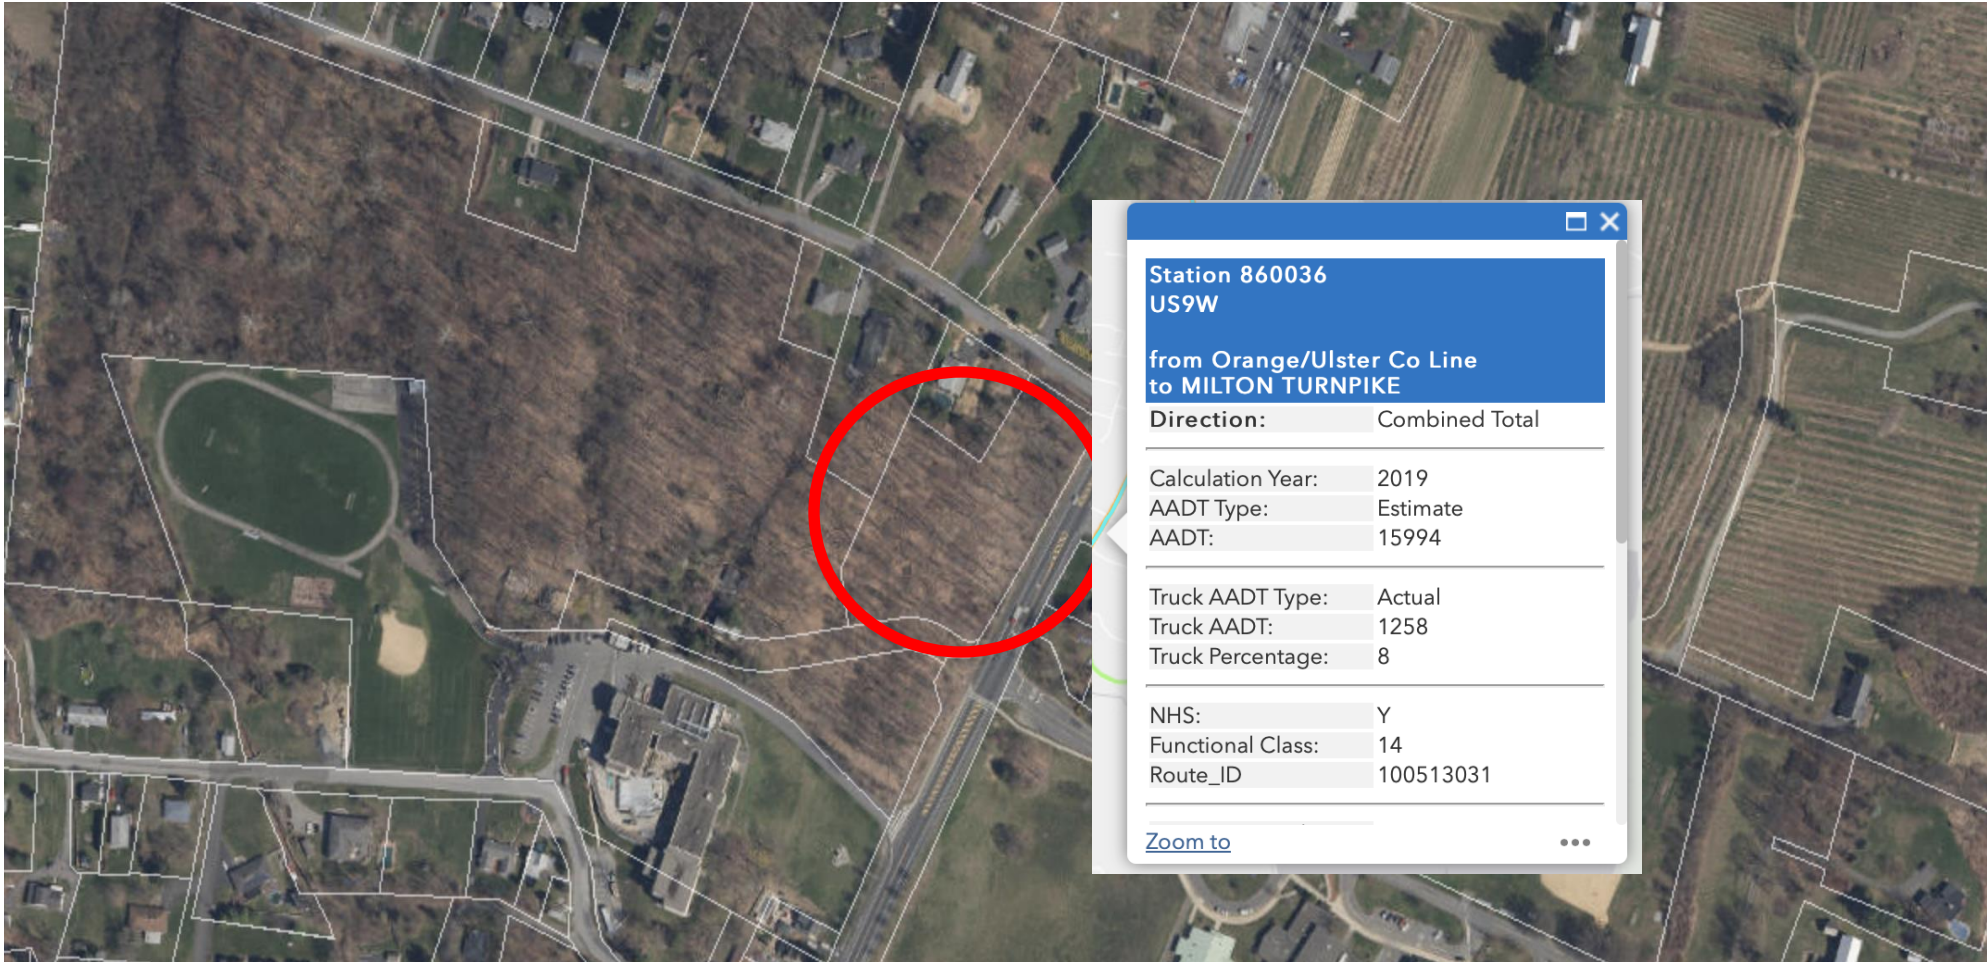 Station 860036
US9W
from Orange/Ulster Co Line
to MILTON TURNPIKE
Direction: Combined Total
Calculation Year: 2019
AADT Type: Estimate
AADT: 15994
Truck AADT Type: Actual
Truck AADT: 1258
Truck Percentage: 8
NHS: Y
Functional Class: 14
Route_ID 100513031
Zoom to